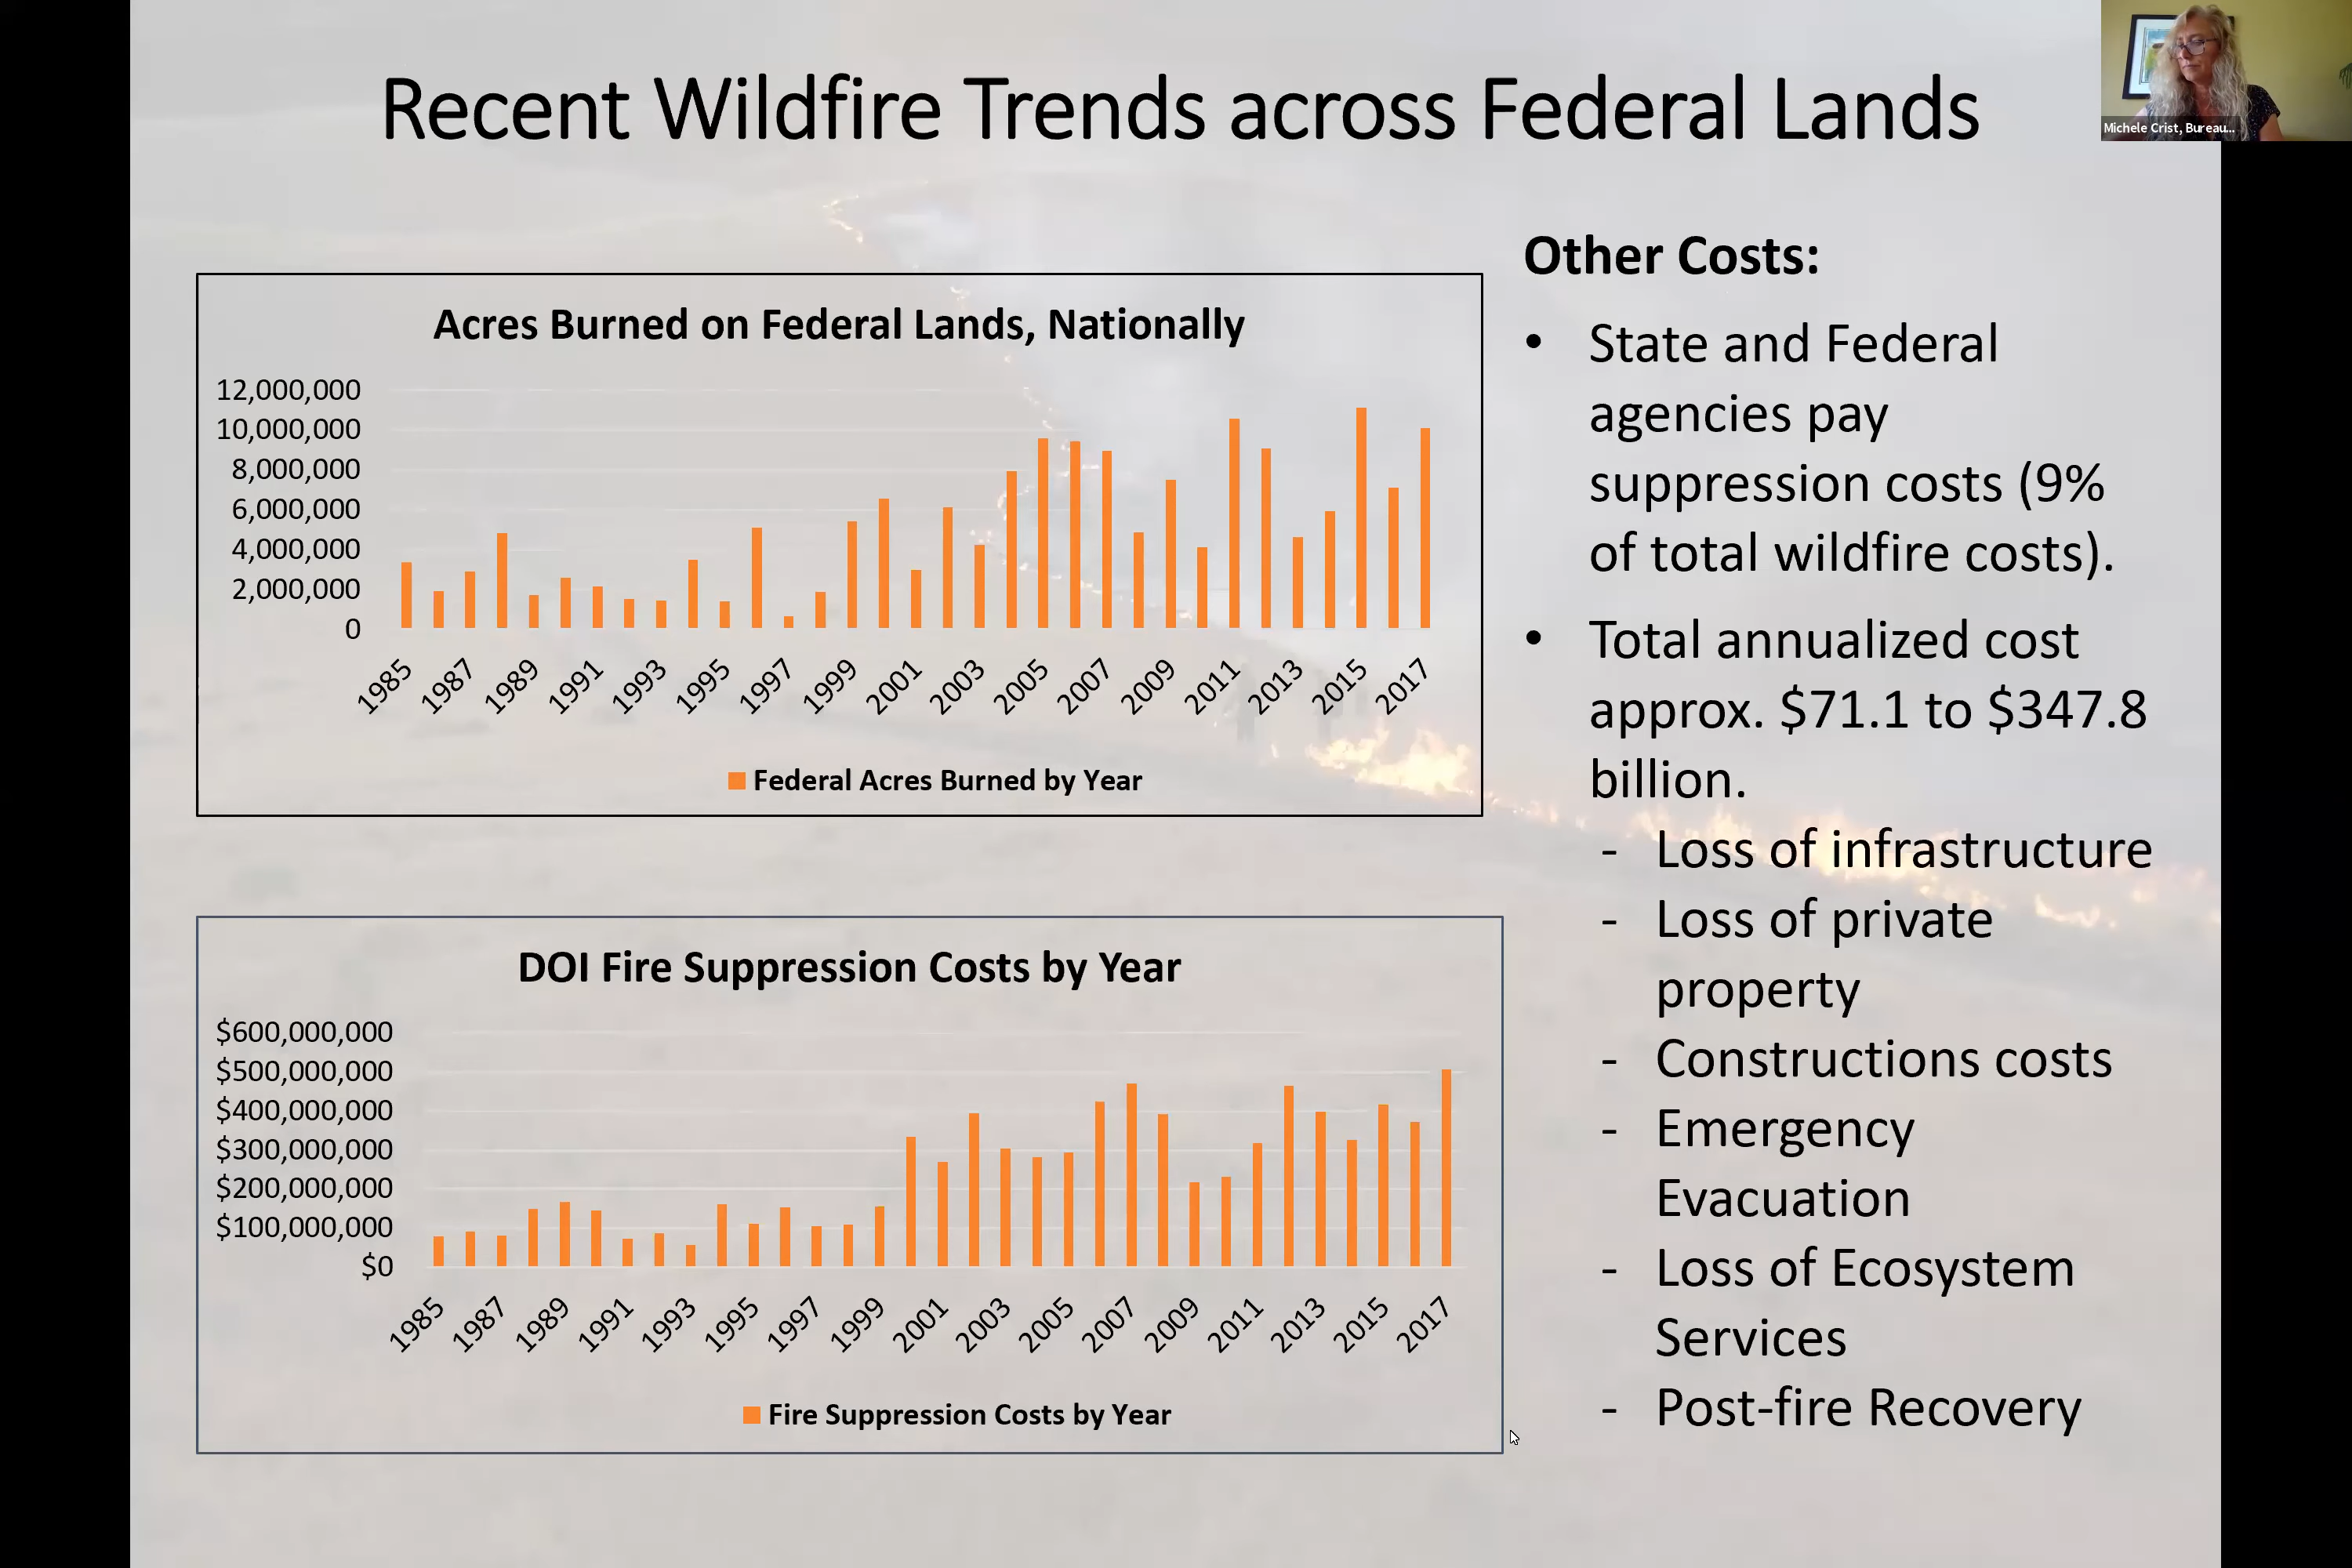 Recent Wildfire Trends across Federal Lands
Michele Crist, Bureau...
Acres Burned on Federal Lands, Nationally
12,000,000
10,000,000
8,000,000
6,000,000
4,000,000
2,000,000
0
1985 1987 1989 1991 1993 1995 1997 1999 2001 2003 2005 2007 2009 2011 2013 2015 2017
Federal Acres Burned by Year
DOI Fire Suppression Costs by Year
$600,000,000
$500,000,000
$400,000,000
$300,000,000
$200,000,000
$100,000,000
$0
1985 1987 1989 1991 1993 1995 1997 1999 2001 2003 2005 2007 2009 2011 2013 2015 2017
Fire Suppression Costs by Year
Other Costs:
• State and Federal
agencies pay
suppression costs (9%
of total wildfire costs).
• Total annualized cost
approx. $71.1 to $347.8
billion.
- Loss of infrastructure
- Loss of private
property
- Constructions costs
- Emergency
Evacuation
- Loss of Ecosystem
Services
- Post-fire Recovery